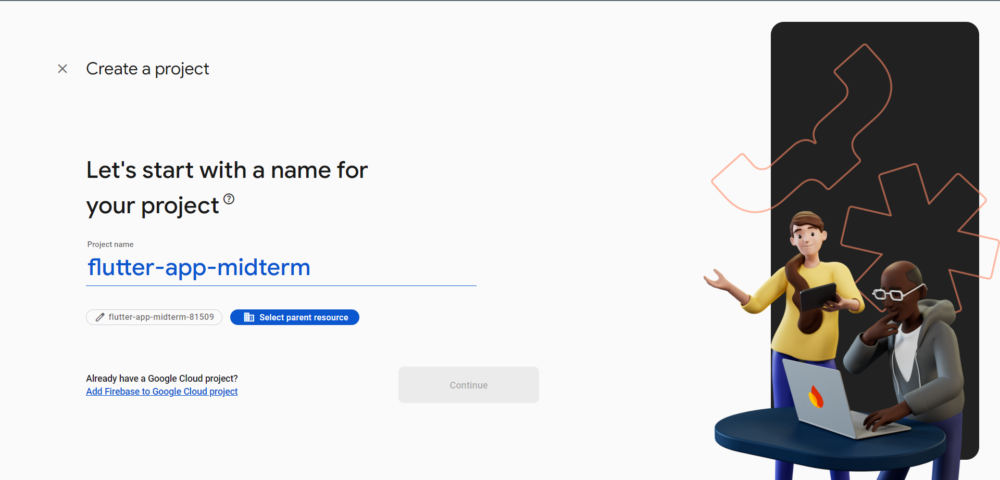 Create a project
Let's start with a name for
your project
Project name
flutter-app-midterm
flutter-app-midterm-81509
Select parent resource
Already have a Google Cloud project?
Add Firebase to Google Cloud project
Continue